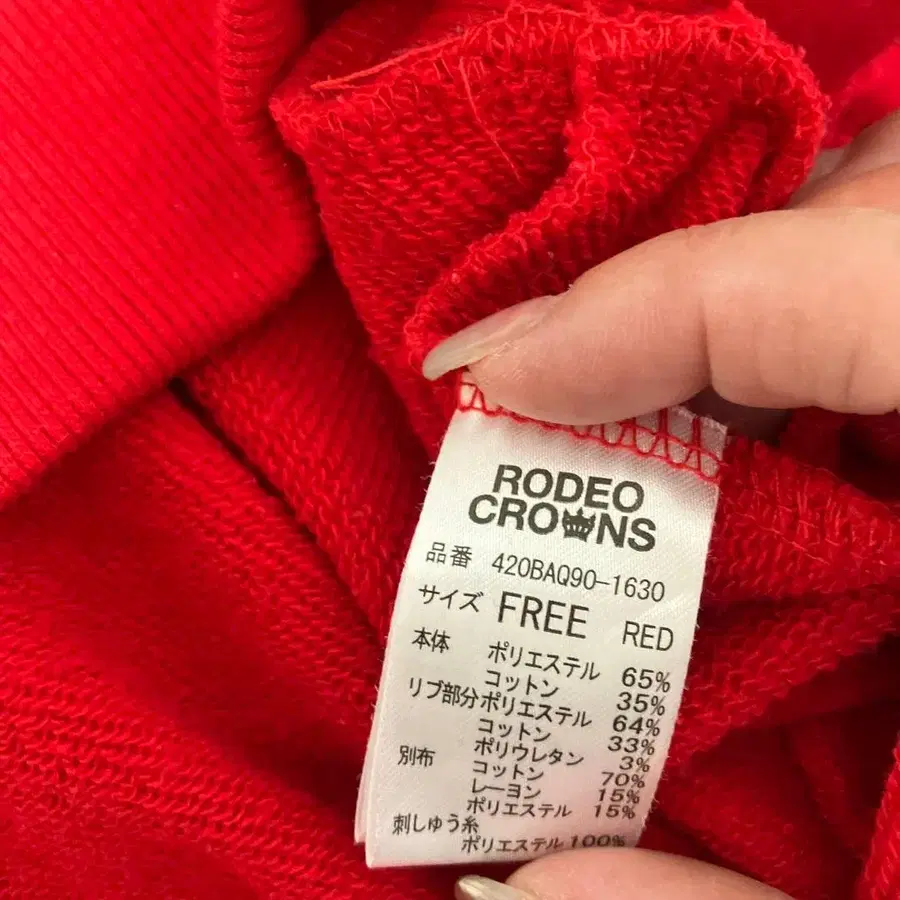 RODEO
CROWNS
品番 420BAQ90-1630
サイズ FREE RED
本体 ポリエステル 65%
コットン 35%
リブ部分 ポリエステル 64%
コットン 33%
ポリウレタン 3%
別布 コットン 70%
レーヨン 15%
ポリエステル 15%
刺しゅう糸
ポリエステル 100%